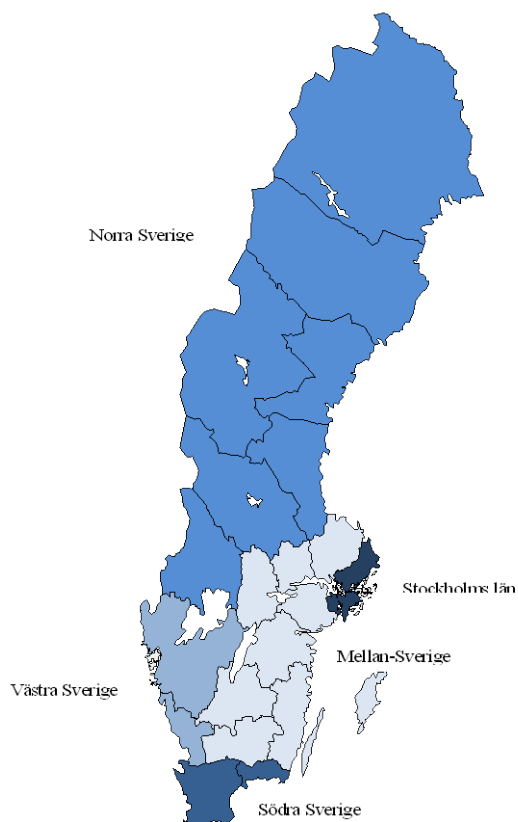 Norra Sverige
Stockholms län
Mellan-Sverige
Västra Sverige
Södra Sverige